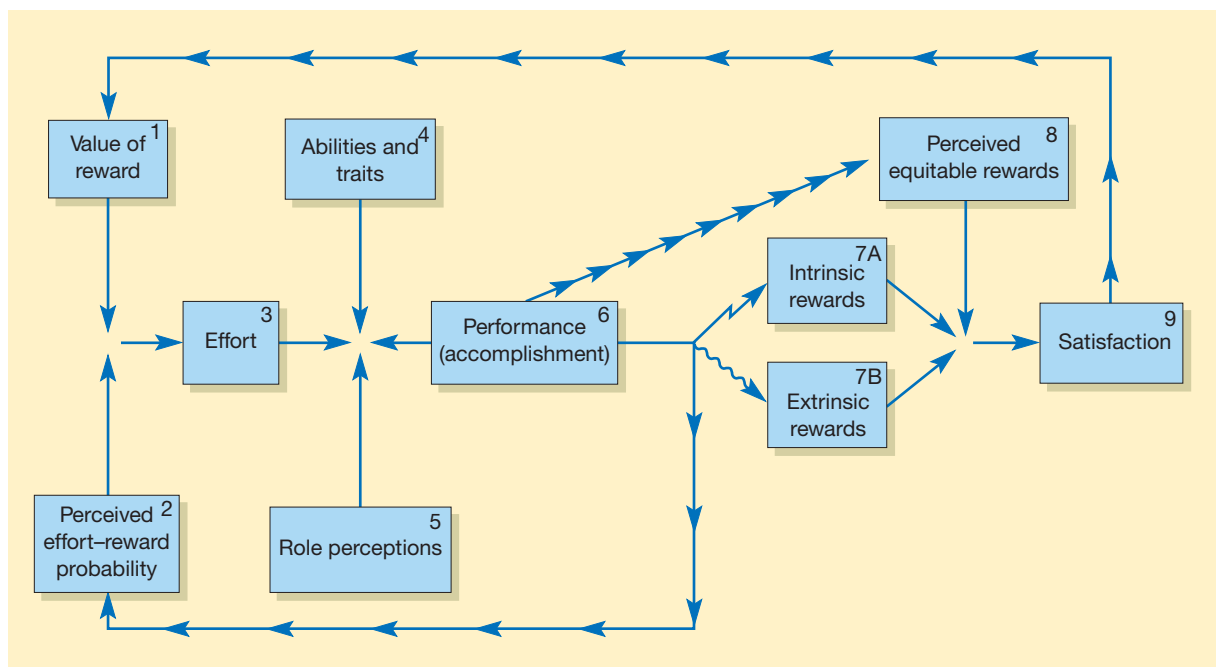 1
Value of
reward
4
Abilities and
traits
8
Perceived
equitable rewards
3
Effort
6
Performance
(accomplishment)
7A
Intrinsic
rewards
7B
Extrinsic
rewards
9
Satisfaction
2
Perceived
effort–reward
probability
5
Role perceptions